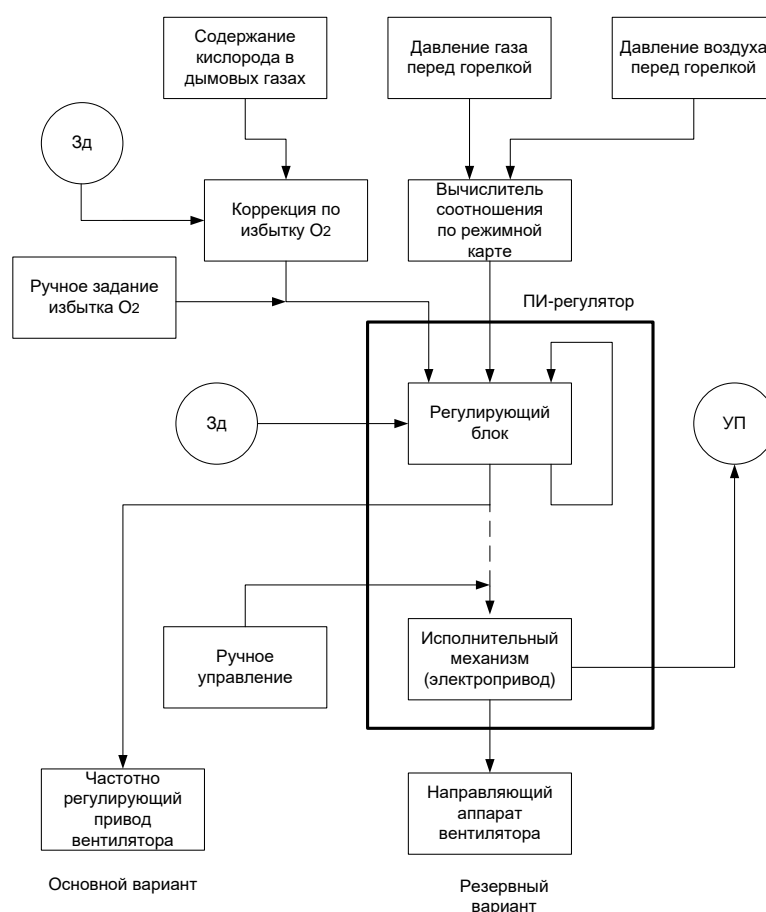 Содержание
кислорода в
дымовых газах
Давление газа
перед горелкой
Давление воздуха
перед горелкой
Зд
Коррекция по
избытку O2
Вычислитель
соотношения
по режимной
карте
Ручное задание
избытка O2
ПИ-регулятор
Зд
Регулирующий
блок
УП
Ручное
управление
Исполнительный
механизм
(электропривод)
Частотно
регулирующий
привод
вентилятора
Направляющий
аппарат
вентилятора
Основной вариант
Резервный
вариант